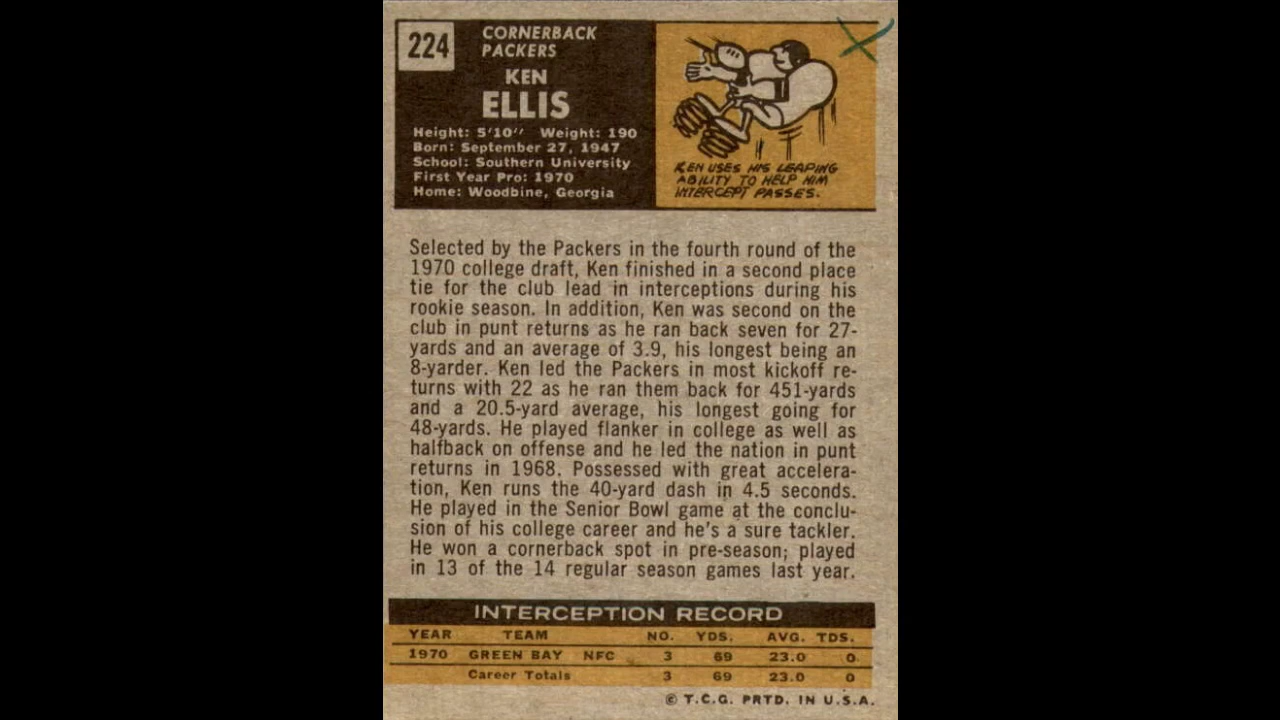 224
CORNERBACK
PACKERS
KEN
ELLIS
Height: 5'10" Weight: 190
Born: September 27, 1947
School: Southern University
First Year Pro: 1970
Home: Woodbine, Georgia
KEN USES HIS LEAPING
ABILITY TO HELP HIM
INTERCEPT PASSES.
Selected by the Packers in the fourth round of the
1970 college draft, Ken finished in a second place
tie for the club lead in interceptions during his
rookie season. In addition, Ken was second on the
club in punt returns as he ran back seven for 27-
yards and an average of 3.9, his longest being an
8-yarder. Ken led the Packers in most kickoff re-
turns with 22 as he ran them back for 451-yards
and a 20.5-yard average, his longest going for
48-yards. He played flanker in college as well as
halfback on offense and he led the nation in punt
returns in 1968. Possessed with great accelera-
tion, Ken runs the 40-yard dash in 4.5 seconds.
He played in the Senior Bowl game at the conclu-
sion of his college career and he's a sure tackler.
He won a cornerback spot in pre-season; played
in 13 of the 14 regular season games last year.
INTERCEPTION RECORD
YEAR TEAM NO. YDS. AVG. TDS.
1970 GREEN BAY NFC 3 69 23.0 0
Career Totals 3 69 23.0 0
© T.C.G. PRTD. IN U.S.A.